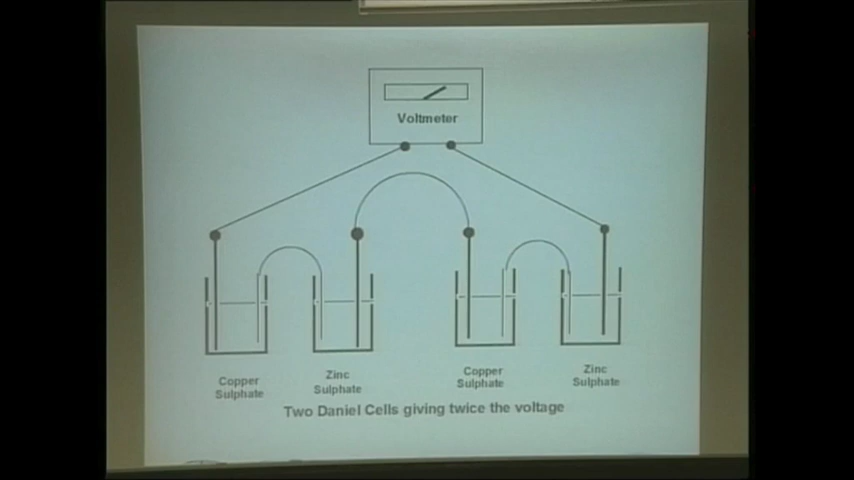 Voltmeter
Copper
Sulphate
Zinc
Sulphate
Copper
Sulphate
Zinc
Sulphate
Two Daniel Cells giving twice the voltage